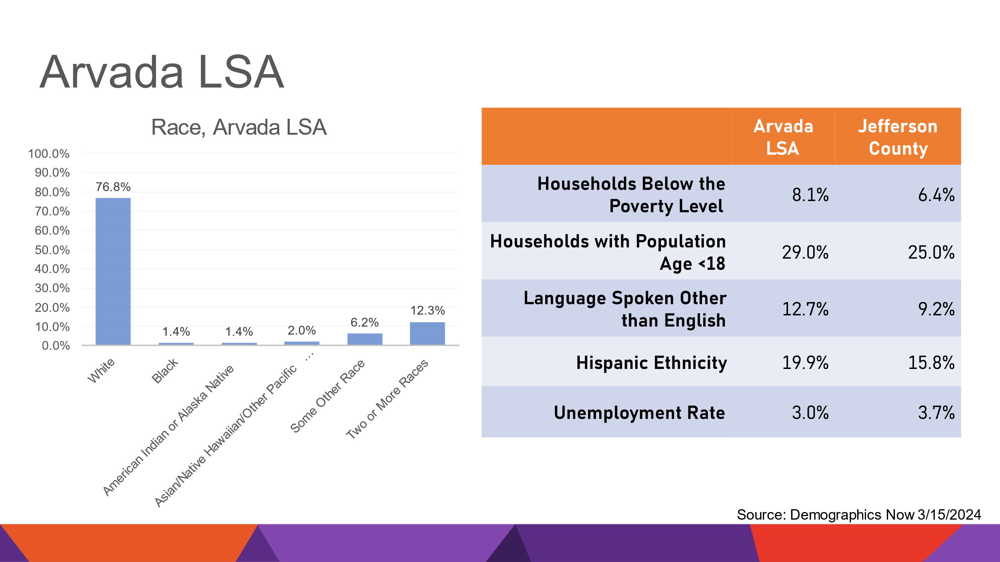 Arvada LSA
Race, Arvada LSA
100.0%
90.0%
80.0%
70.0%
60.0%
50.0%
40.0%
30.0%
20.0%
10.0%
0.0%
76.8%
1.4%
1.4%
2.0%
6.2%
12.3%
White
Black
American Indian or Alaska Native
Asian/Native Hawaiian/Other Pacific …
Some Other Race
Two or More Races
Arvada
LSA
Jefferson
County
Households Below the
Poverty Level
8.1%
6.4%
Households with Population
Age <18
29.0%
25.0%
Language Spoken Other
than English
12.7%
9.2%
Hispanic Ethnicity
19.9%
15.8%
Unemployment Rate
3.0%
3.7%
Source: Demographics Now 3/15/2024